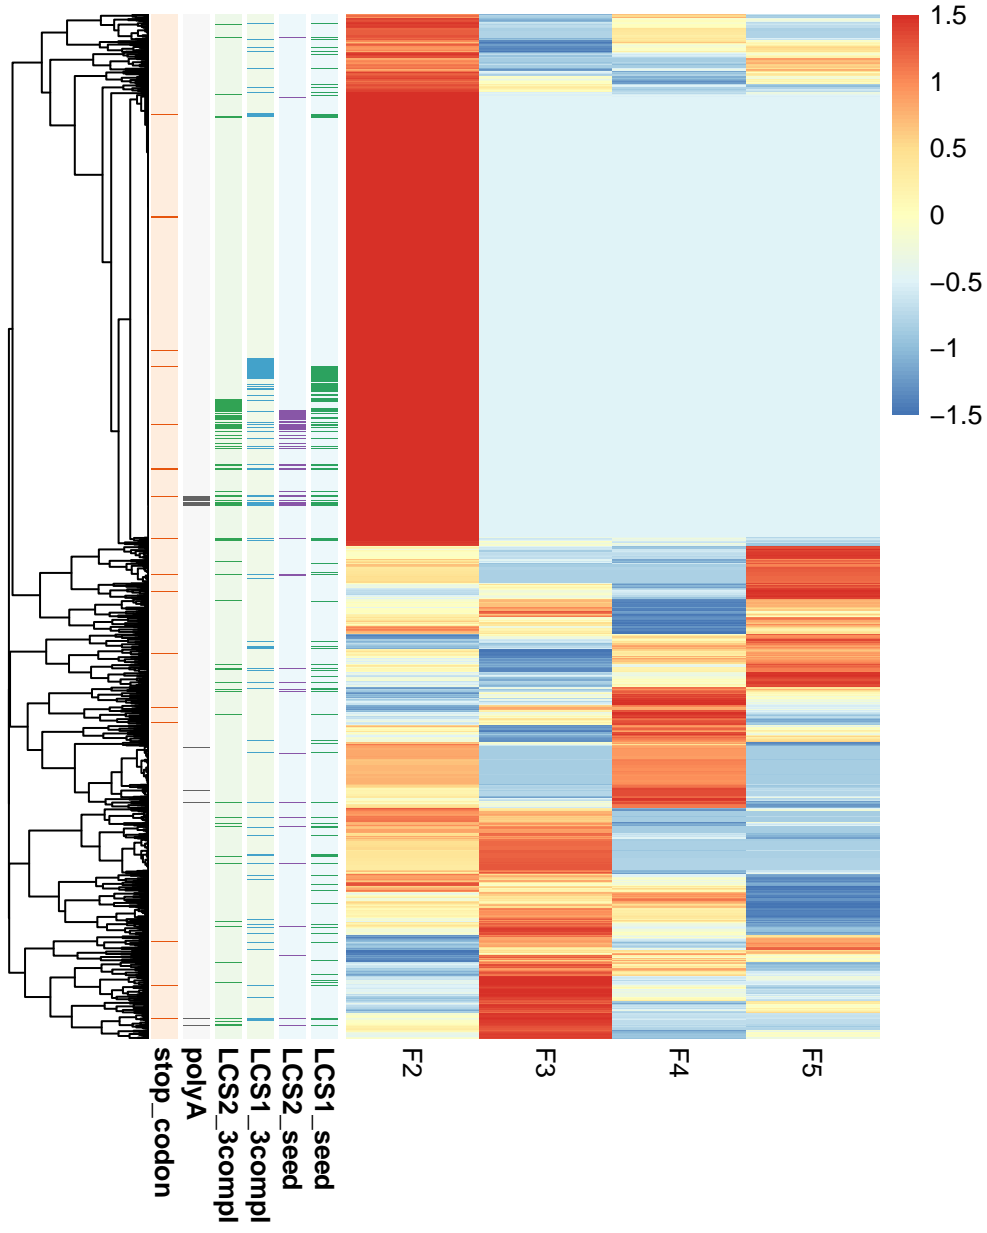 1.5
1
0.5
0
−0.5
−1
−1.5
F2
F3
F4
F5
stop_codon
polyA
LCS2_3compl
LCS1_3compl
LCS2_seed
LCS1_seed